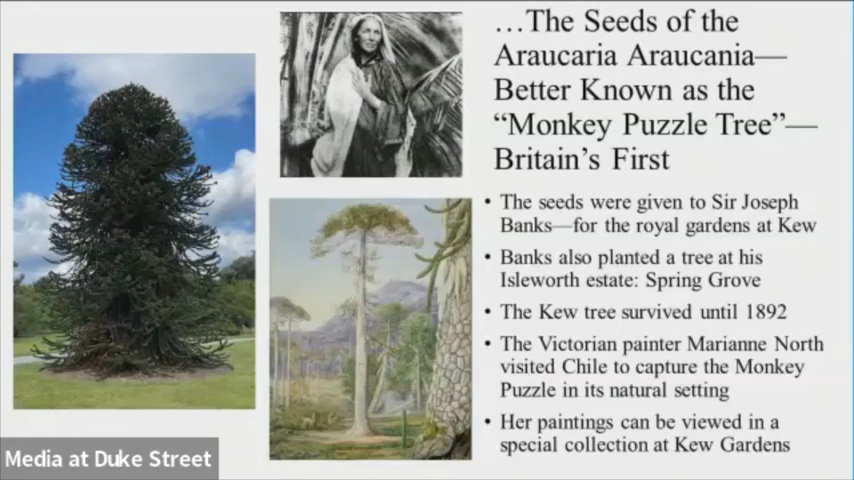 …The Seeds of the
Araucaria Araucania—
Better Known as the
“Monkey Puzzle Tree”—
Britain’s First
• The seeds were given to Sir Joseph
Banks—for the royal gardens at Kew
• Banks also planted a tree at his
Isleworth estate: Spring Grove
• The Kew tree survived until 1892
• The Victorian painter Marianne North
visited Chile to capture the Monkey
Puzzle in its natural setting
• Her paintings can be viewed in a
special collection at Kew Gardens
Media at Duke Street